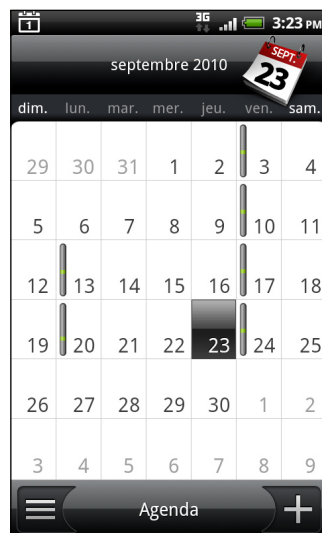 1 3G 3:23 PM
septembre 2010
SEPT.
23
dim. lun. mar. mer. jeu. ven. sam.
29 30 31 1 2 3 4
5 6 7 8 9 10 11
12 13 14 15 16 17 18
19 20 21 22 23 24 25
26 27 28 29 30 1 2
3 4 5 6 7 8 9
Agenda